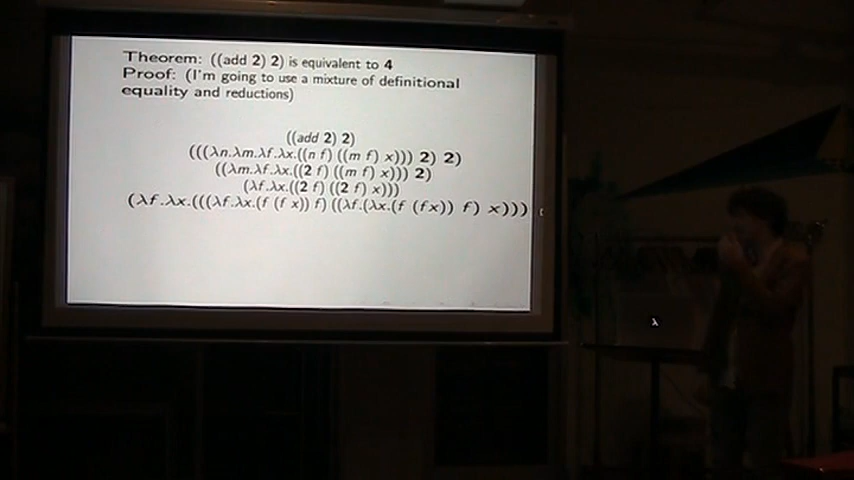 Theorem: ((add 2) 2) is equivalent to 4
Proof: (I'm going to use a mixture of definitional
equality and reductions)
((add 2) 2)
(((λn.λm.λf.λx.((n f) ((m f) x))) 2) 2)
((λm.λf.λx.((2 f) ((m f) x))) 2)
(λf.λx.((2 f) ((2 f) x)))
(λf.λx.(((λf.λx.(f (f x)) f) ((λf.(λx.(f (fx)) f) x)))
λ